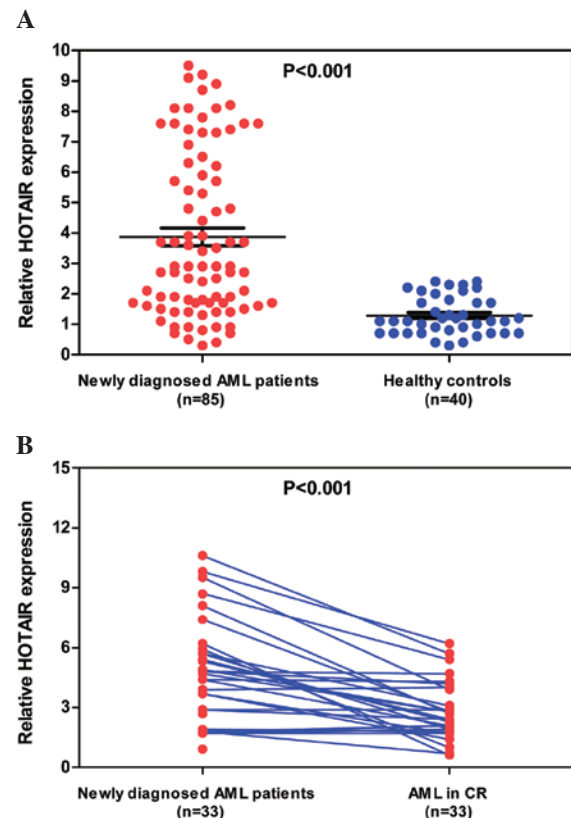 A
P<0.001
Relative HOTAIR expression
10
9
8
7
6
5
4
3
2
1
0
Newly diagnosed AML patients
(n=85)
Healthy controls
(n=40)
B
P<0.001
Relative HOTAIR expression
15
12
9
6
3
0
Newly diagnosed AML patients
(n=33)
AML in CR
(n=33)